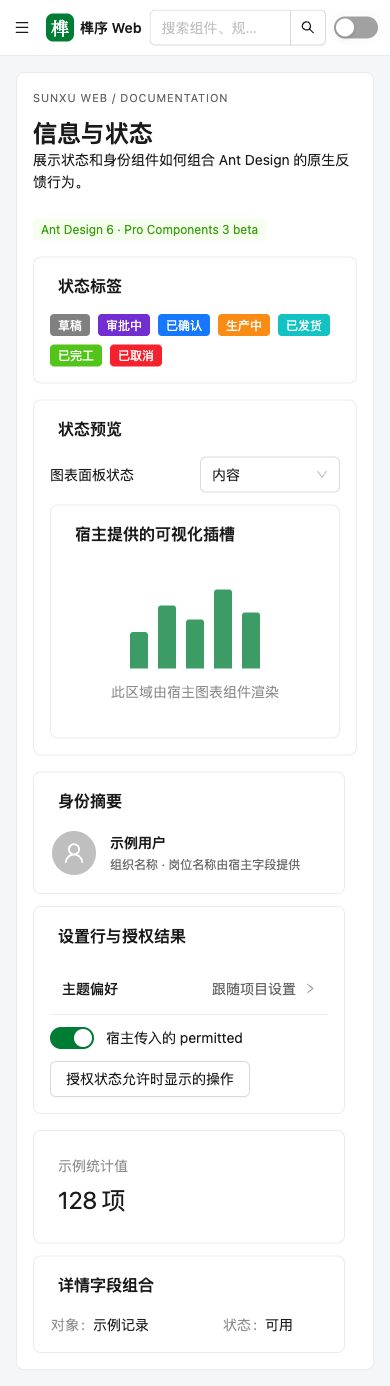 榫 榫序 Web 搜索组件、规...
SUNXU WEB / DOCUMENTATION
信息与状态
展示状态和身份组件如何组合 Ant Design 的原生反
馈行为。
Ant Design 6 · Pro Components 3 beta
状态标签
草稿 审批中 已确认 生产中 已发货
已完工 已取消
状态预览
图表面板状态 内容
宿主提供的可视化插槽
此区域由宿主图表组件渲染
身份摘要
示例用户
组织名称 · 岗位名称由宿主字段提供
设置行与授权结果
主题偏好 跟随项目设置
宿主传入的 permitted
授权状态允许时显示的操作
示例统计值
128 项
详情字段组合
对象：示例记录 状态：可用